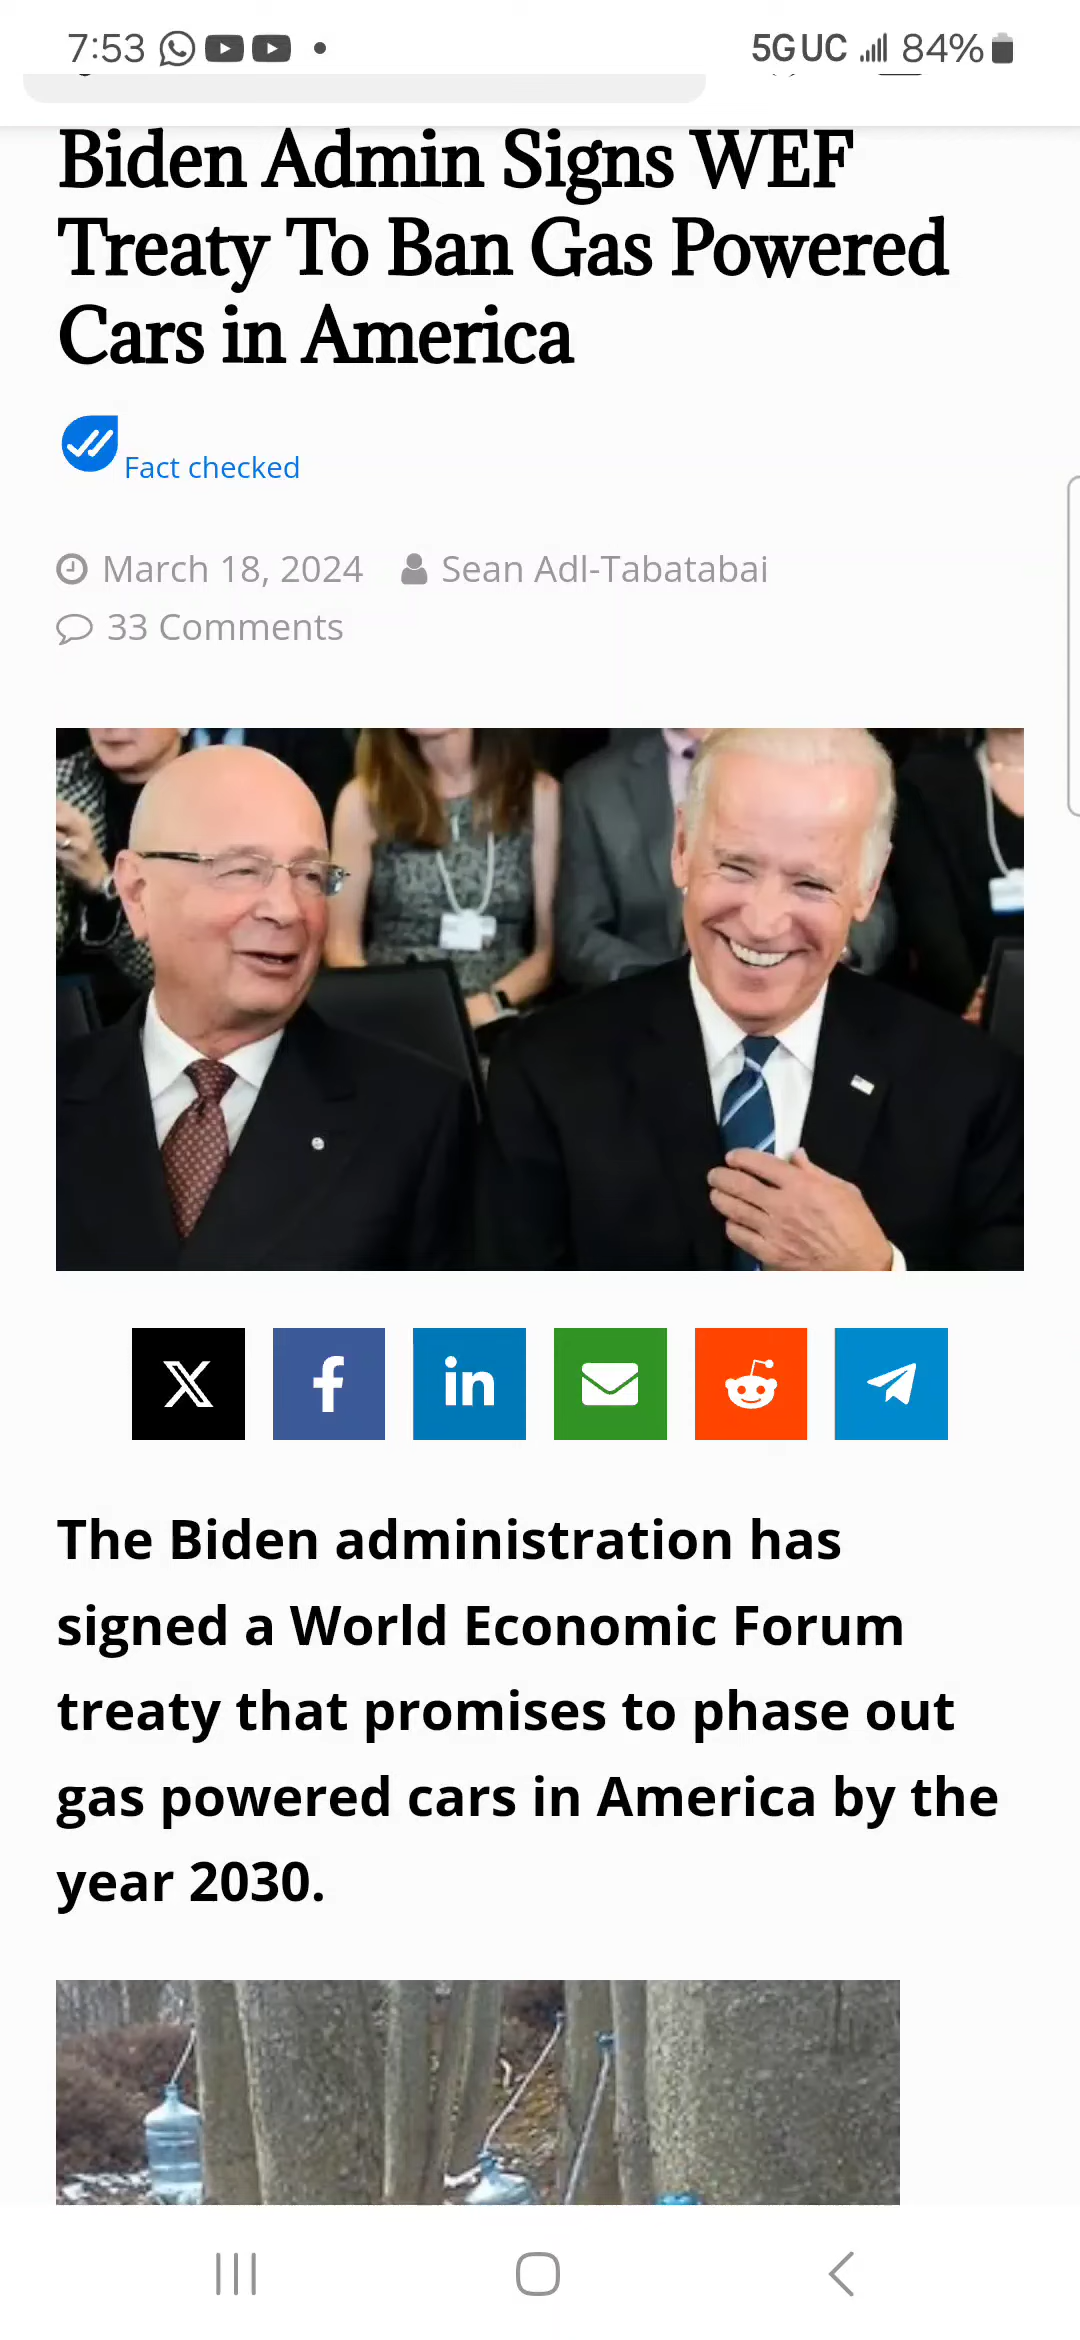 7:53
5G UC 84%
Biden Admin Signs WEF
Treaty To Ban Gas Powered
Cars in America
Fact checked
March 18, 2024 Sean Adl-Tabatabai
33 Comments
The Biden administration has
signed a World Economic Forum
treaty that promises to phase out
gas powered cars in America by the
year 2030.